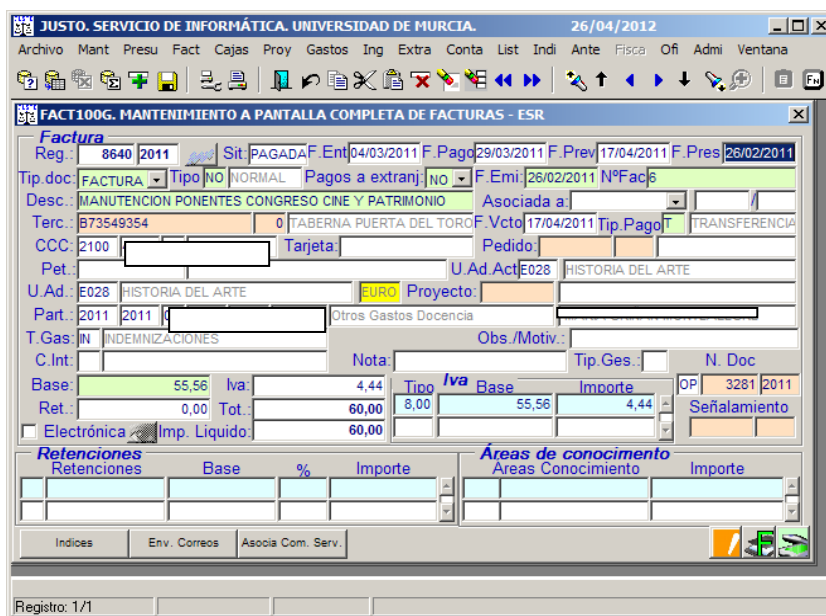 JUSTO. SERVICIO DE INFORMÁTICA. UNIVERSIDAD DE MURCIA. 26/04/2012
Archivo Mant Presu Fact Cajas Proy Gastos Ing Extra Conta List Indi Ante Fisca Ofi Admi Ventana
FACT100G. MANTENIMIENTO A PANTALLA COMPLETA DE FACTURAS - ESR
Factura
Reg.: 8640 2011 Sit: PAGADA F.Ent 04/03/2011 F.Pago 29/03/2011 F.Prev 17/04/2011 F.Pres 26/02/2011
Tip.doc: FACTURA Tipo NO NORMAL Pagos a extranj: NO F.Emi: 26/02/2011 NºFac 6
Desc.: MANUTENCION PONENTES CONGRESO CINE Y PATRIMONIO Asociada a: /
Terc.: B73549354 0 TABERNA PUERTA DEL TORO F.Vcto 17/04/2011 Tip.Pago T TRANSFERENCIA
CCC: 2100 Tarjeta: Pedido:
Pet.: U.Ad.Act E028 HISTORIA DEL ARTE
U.Ad.: E028 HISTORIA DEL ARTE EURO Proyecto:
Part.: 2011 2011 Otros Gastos Docencia
T.Gas: IN INDEMNIZACIONES Obs./Motiv.:
C.Int: Nota: Tip.Ges.: N. Doc
Base: 55,56 Iva: 4,44 Tipo Iva Base Importe OP 3281 2011
Ret.: 0,00 Tot.: 60,00 8,00 55,56 4,44 Señalamiento
Electrónica Imp. Liquido: 60,00
Retenciones Áreas de conocimento
Retenciones Base % Importe Áreas Conocimiento Importe
Indices Env. Correos Asocia Com. Serv.
Registro: 1/1